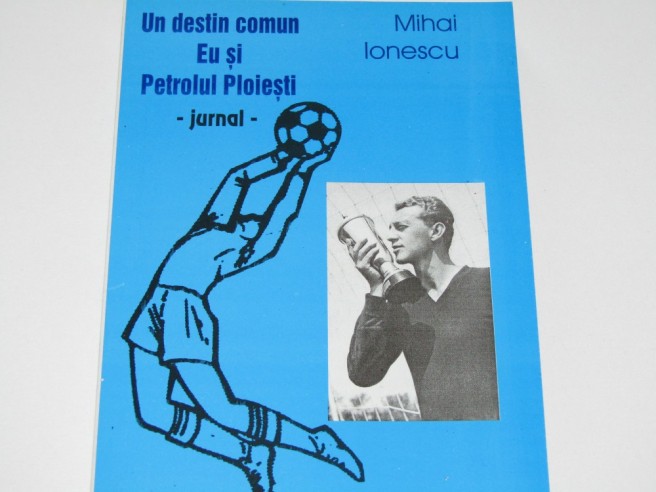 Un destin comun
Eu și
Petrolul Ploiești
- jurnal -
Mihai
Ionescu